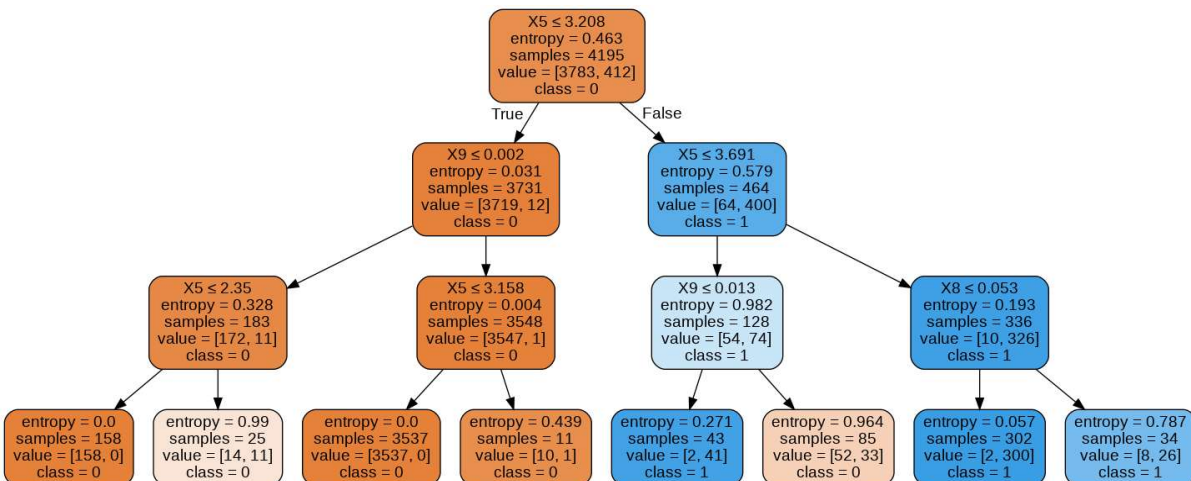 X5 ≤ 3.208
entropy = 0.463
samples = 4195
value = [3783, 412]
class = 0
True
False
X9 ≤ 0.002
entropy = 0.031
samples = 3731
value = [3719, 12]
class = 0
X5 ≤ 3.691
entropy = 0.579
samples = 464
value = [64, 400]
class = 1
X5 ≤ 2.35
entropy = 0.328
samples = 183
value = [172, 11]
class = 0
X5 ≤ 3.158
entropy = 0.004
samples = 3548
value = [3547, 1]
class = 0
X9 ≤ 0.013
entropy = 0.982
samples = 128
value = [54, 74]
class = 1
X8 ≤ 0.053
entropy = 0.193
samples = 336
value = [10, 326]
class = 1
entropy = 0.0
samples = 158
value = [158, 0]
class = 0
entropy = 0.99
samples = 25
value = [14, 11]
class = 0
entropy = 0.0
samples = 3537
value = [3537, 0]
class = 0
entropy = 0.439
samples = 11
value = [10, 1]
class = 0
entropy = 0.271
samples = 43
value = [2, 41]
class = 1
entropy = 0.964
samples = 85
value = [52, 33]
class = 0
entropy = 0.057
samples = 302
value = [2, 300]
class = 1
entropy = 0.787
samples = 34
value = [8, 26]
class = 1